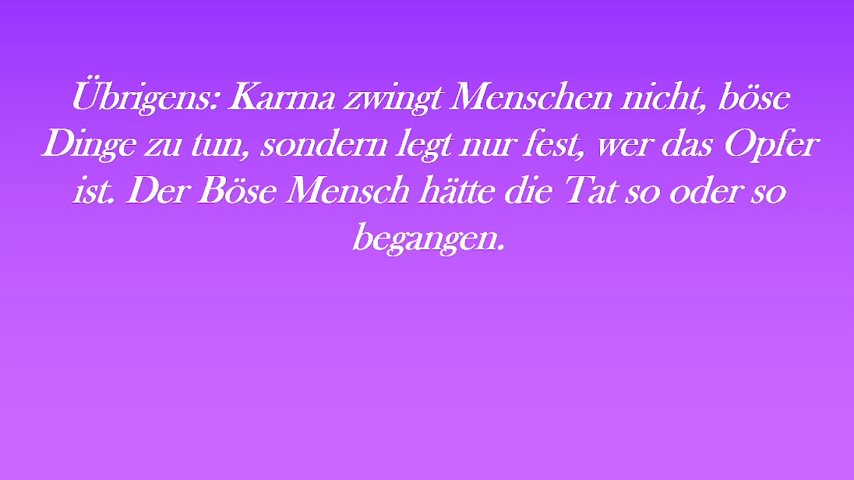 Übrigens: Karma zwingt Menschen nicht, böse
Dinge zu tun, sondern legt nur fest, wer das Opfer
ist. Der Böse Mensch hätte die Tat so oder so
begangen.